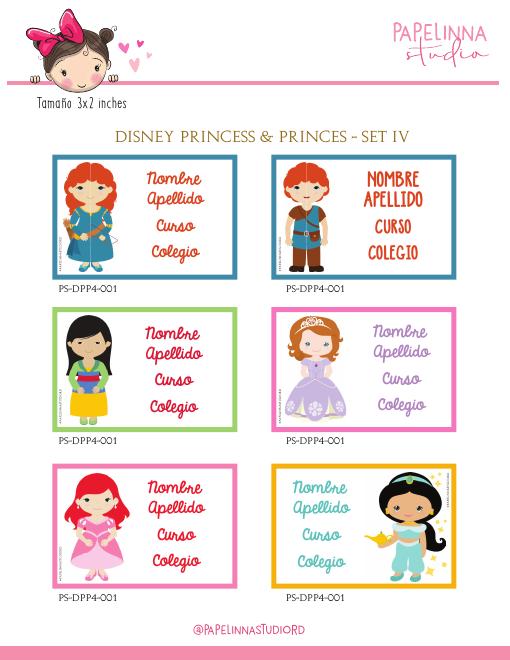 PAPELINNA
studio
Tamaño 3x2 inches
DISNEY PRINCESS & PRINCES - SET IV
Nombre
Apellido
Curso
Colegio
PS-DPP4-001
NOMBRE
APELLIDO
CURSO
COLEGIO
PS-DPP4-001
Nombre
Apellido
Curso
Colegio
PS-DPP4-001
Nombre
Apellido
Curso
Colegio
PS-DPP4-001
Nombre
Apellido
Curso
Colegio
PS-DPP4-001
Nombre
Apellido
Curso
Colegio
PS-DPP4-001
@PAPELINNASTUDIORD